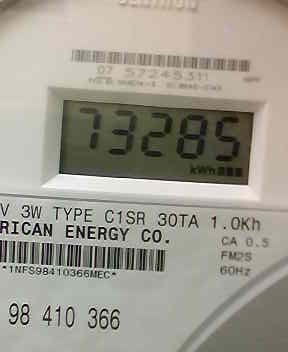 CENTRON
07 57245311
73285
kWh
V 3W TYPE C1SR 30TA 1.0Kh
RICAN ENERGY CO.
CA 0.5
FM2S
60Hz
*1NFS98410366MEC*
98 410 366